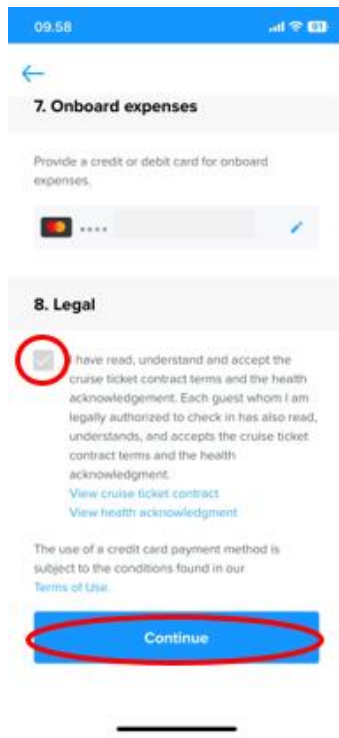 09.58
61
7. Onboard expenses
Provide a credit or debit card for onboard
expenses.
••••
8. Legal
I have read, understand and accept the
cruise ticket contract terms and the health
acknowledgement. Each guest whom I am
legally authorized to check in has also read,
understands, and accepts the cruise ticket
contract terms and the health
acknowledgment.
View cruise ticket contract
View health acknowledgment
The use of a credit card payment method is
subject to the conditions found in our
Terms of Use.
Continue